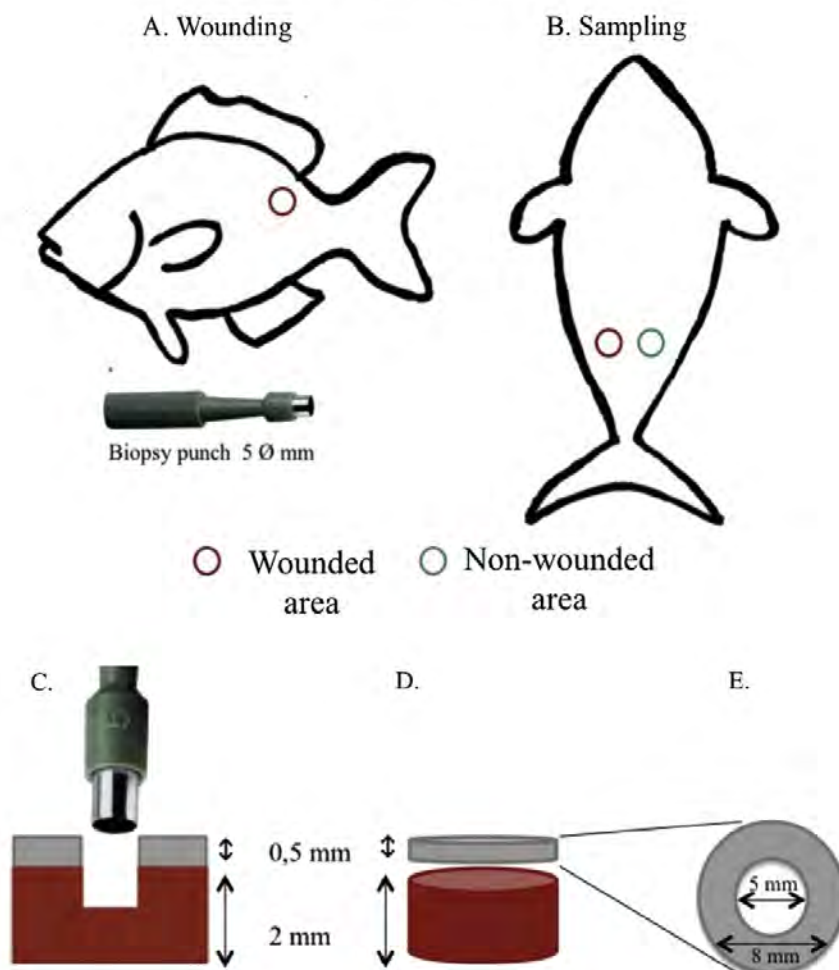 A. Wounding
B. Sampling
Biopsy punch 5 Ø mm
Wounded
area
Non-wounded
area
C.
D.
E.
0,5 mm
2 mm
5 mm
8 mm